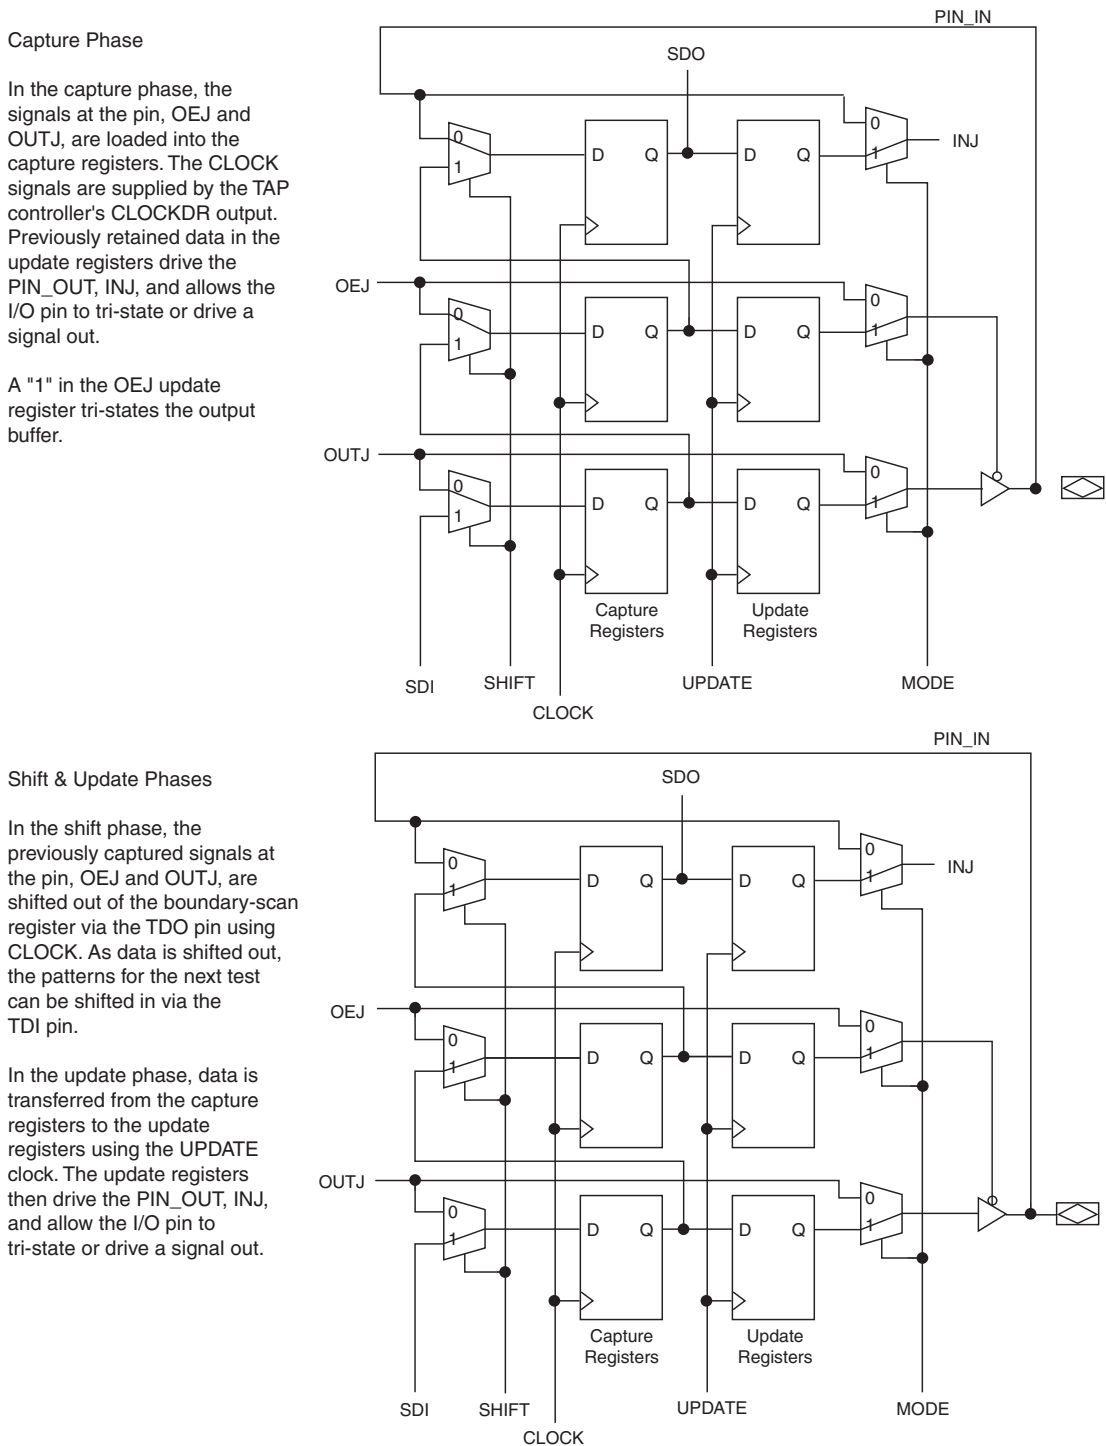 Capture Phase
In the capture phase, the
signals at the pin, OEJ and
OUTJ, are loaded into the
capture registers. The CLOCK
signals are supplied by the TAP
controller's CLOCKDR output.
Previously retained data in the
update registers drive the
PIN_OUT, INJ, and allows the
I/O pin to tri-state or drive a
signal out.
A "1" in the OEJ update
register tri-states the output
buffer.
PIN_IN
SDO
0
1
D Q
D Q
0
1
INJ
OEJ
0
1
D Q
D Q
0
1
OUTJ
0
1
D Q
D Q
0
1
Capture
Registers
Update
Registers
SDI
SHIFT
CLOCK
UPDATE
MODE
Shift & Update Phases
In the shift phase, the
previously captured signals at
the pin, OEJ and OUTJ, are
shifted out of the boundary-scan
register via the TDO pin using
CLOCK. As data is shifted out,
the patterns for the next test
can be shifted in via the
TDI pin.
In the update phase, data is
transferred from the capture
registers to the update
registers using the UPDATE
clock. The update registers
then drive the PIN_OUT, INJ,
and allow the I/O pin to
tri-state or drive a signal out.
PIN_IN
SDO
0
1
D Q
D Q
0
1
INJ
OEJ
0
1
D Q
D Q
0
1
OUTJ
0
1
D Q
D Q
0
1
Capture
Registers
Update
Registers
SDI
SHIFT
CLOCK
UPDATE
MODE